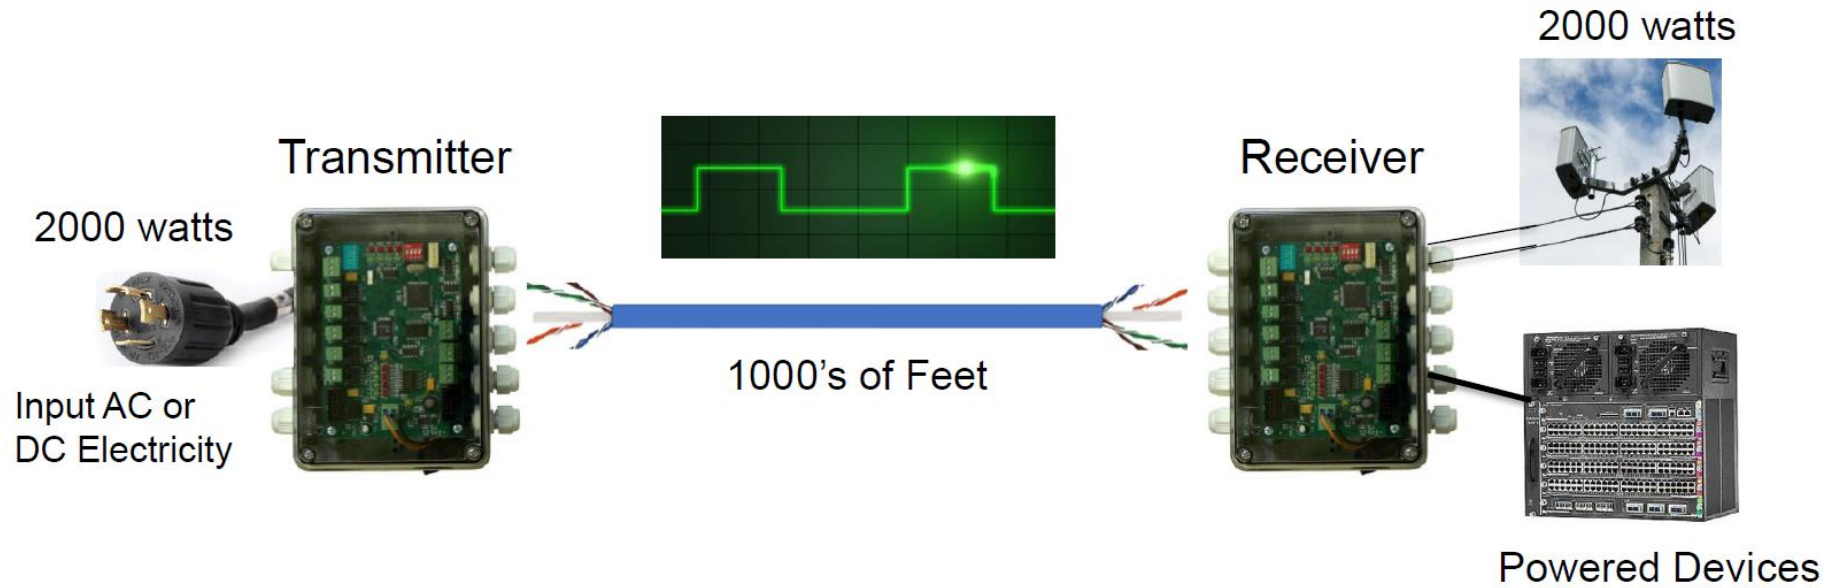 2000 watts
Transmitter
Receiver
2000 watts
1000's of Feet
Input AC or
DC Electricity
Powered Devices